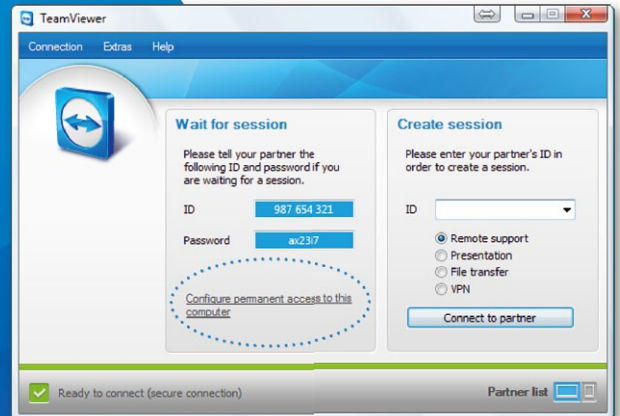 TeamViewer
Connection Extras Help
Wait for session
Please tell your partner the
following ID and password if you
are waiting for a session.
ID 987 654 321
Password ax23i7
Configure permanent access to this
computer
Create session
Please enter your partner's ID in
order to create a session.
ID
Remote support
Presentation
File transfer
VPN
Connect to partner
Ready to connect (secure connection)
Partner list